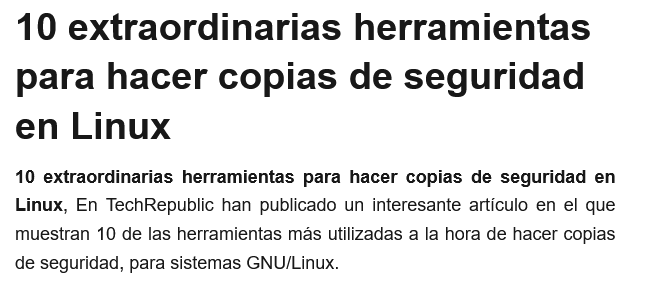 10 extraordinarias herramientas
para hacer copias de seguridad
en Linux
10 extraordinarias herramientas para hacer copias de seguridad en
Linux, En TechRepublic han publicado un interesante artículo en el que
muestran 10 de las herramientas más utilizadas a la hora de hacer copias
de seguridad, para sistemas GNU/Linux.